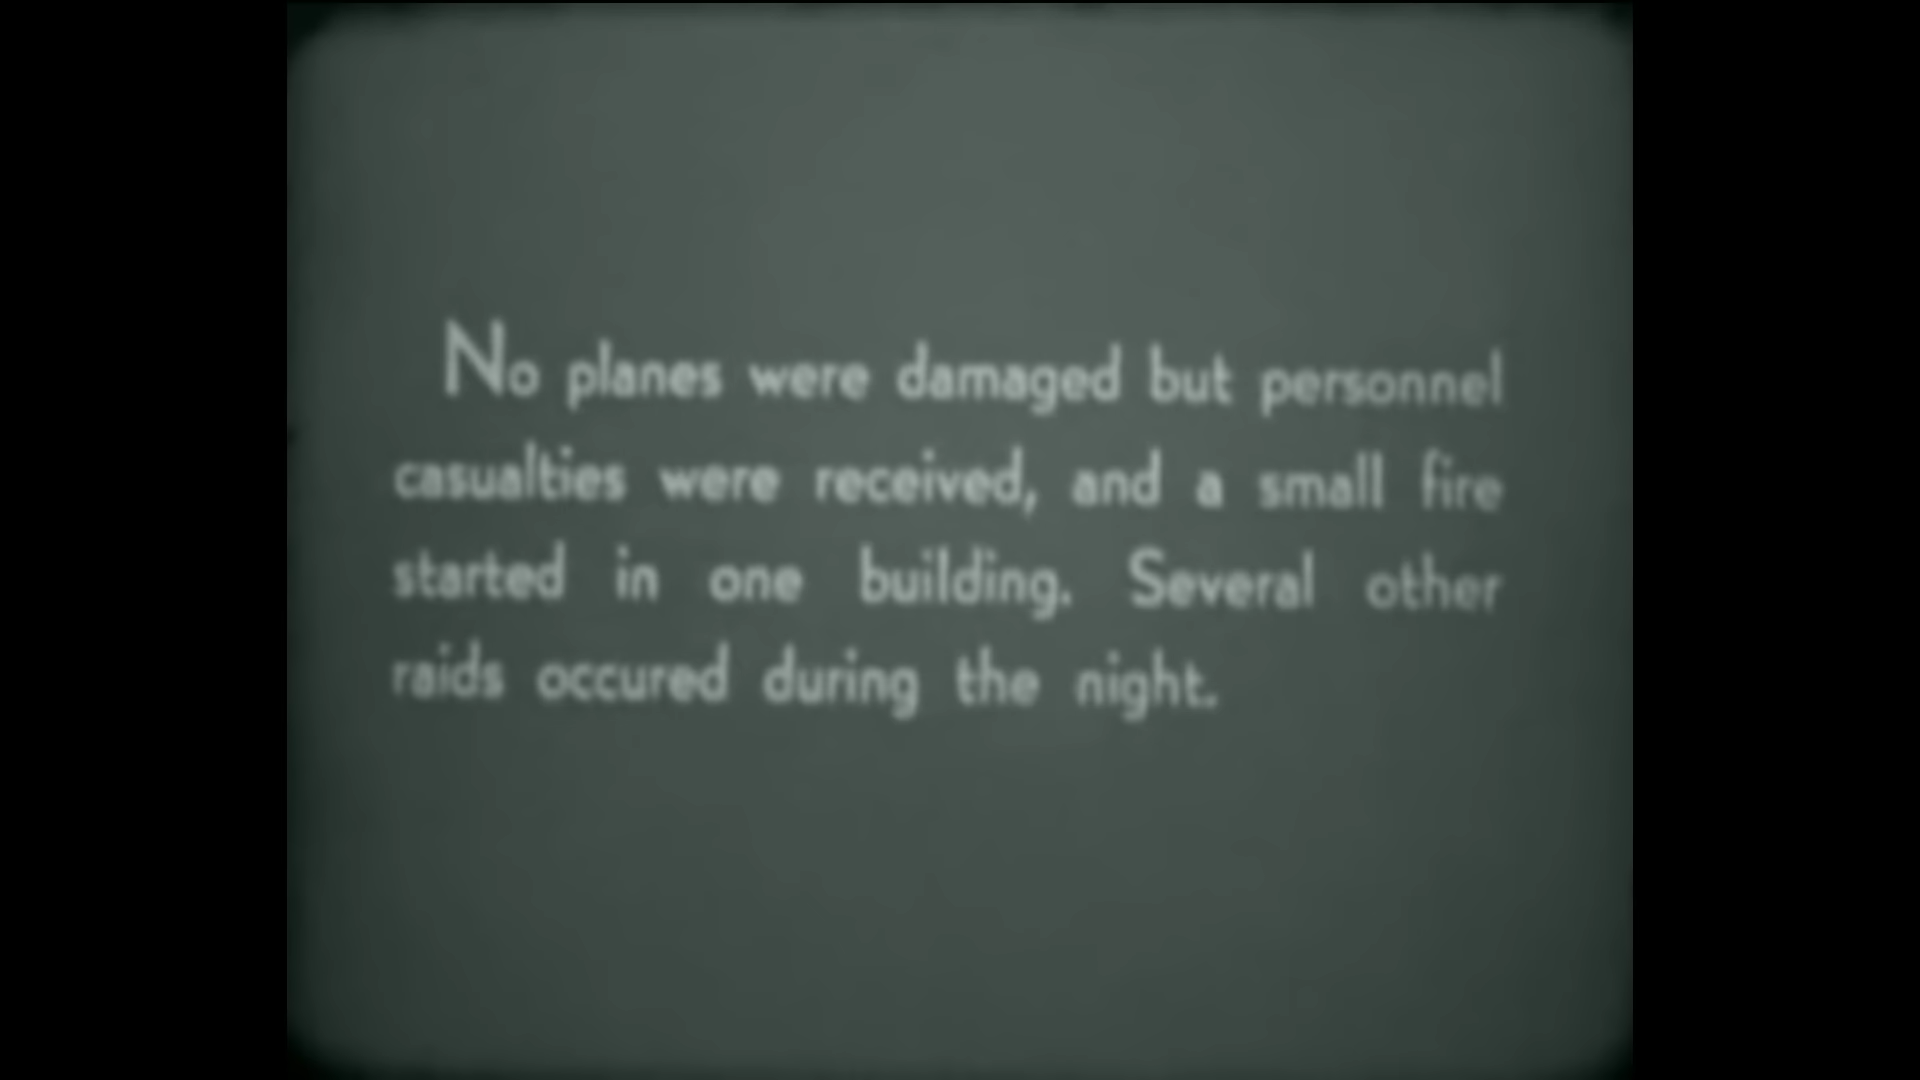 No planes were damaged but personnel
casualties were received, and a small fire
started in one building. Several other
raids occured during the night.